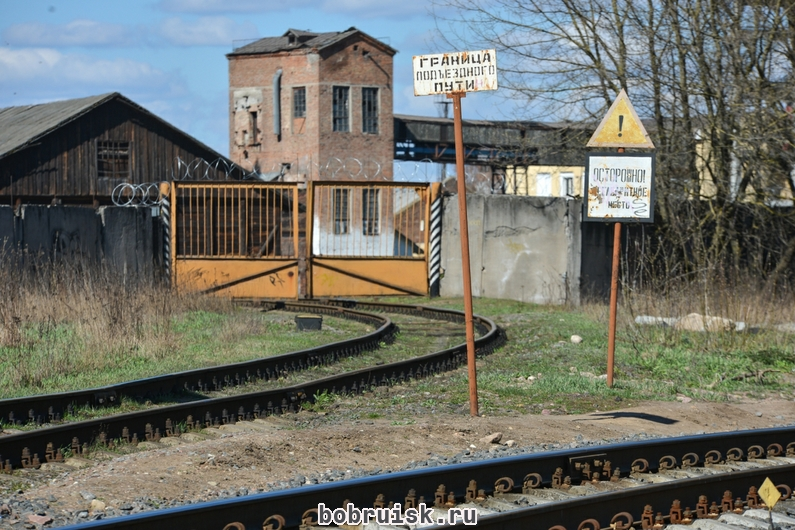 ГРАНИЦА
ПОДЪЕЗДНОГО
ПУТИ
!
ОСТОРОЖНО!
МЕСТО
bobruisk.ru